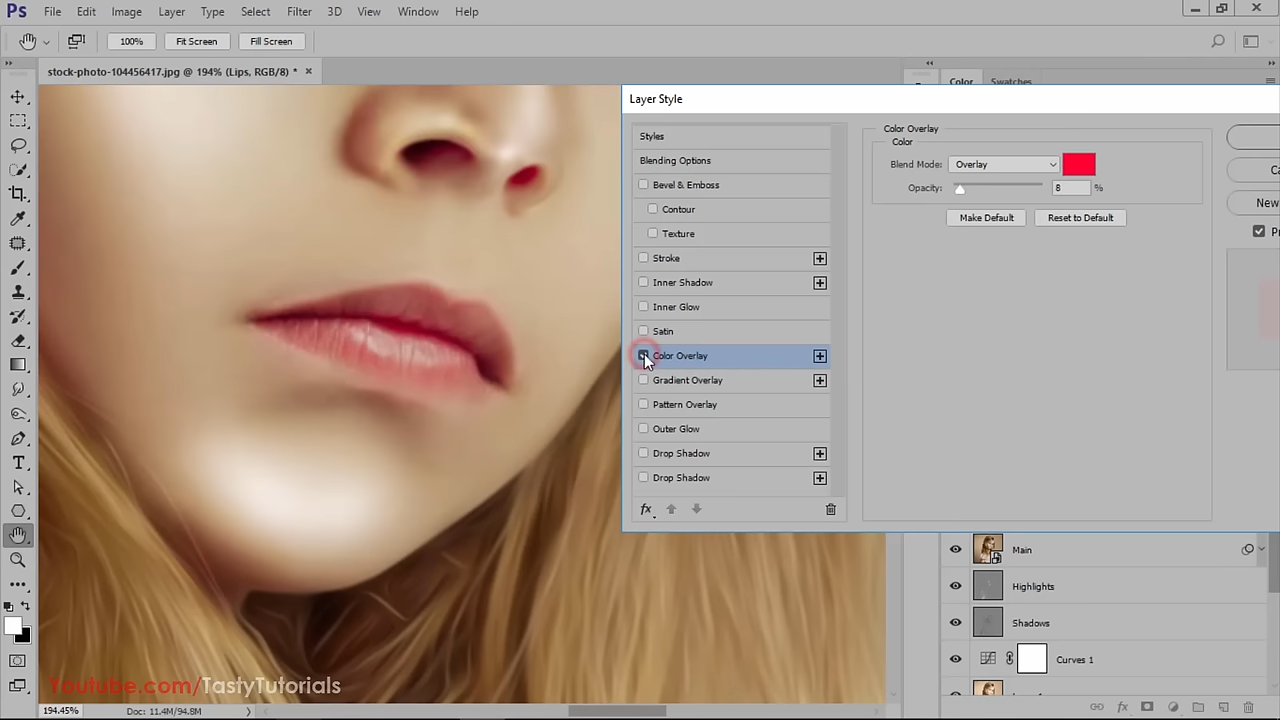 Ps File Edit Image Layer Type Select Filter 3D View Window Help
100% Fit Screen Fill Screen
stock-photo-104456417.jpg @ 194% (Lips, RGB/8) * ×
Color Swatches
Layer Style
Styles
Blending Options
Bevel & Emboss
Contour
Texture
Stroke
Inner Shadow
Inner Glow
Satin
Color Overlay
Gradient Overlay
Pattern Overlay
Outer Glow
Drop Shadow
Drop Shadow
fx
Color Overlay
Color
Blend Mode: Overlay
Opacity: 8 %
Make Default Reset to Default
Ca
New
P
Main
Highlights
Shadows
Curves 1
fx
Youtube.com/TastyTutorials
194.45% Doc: 11.4M/94.8M